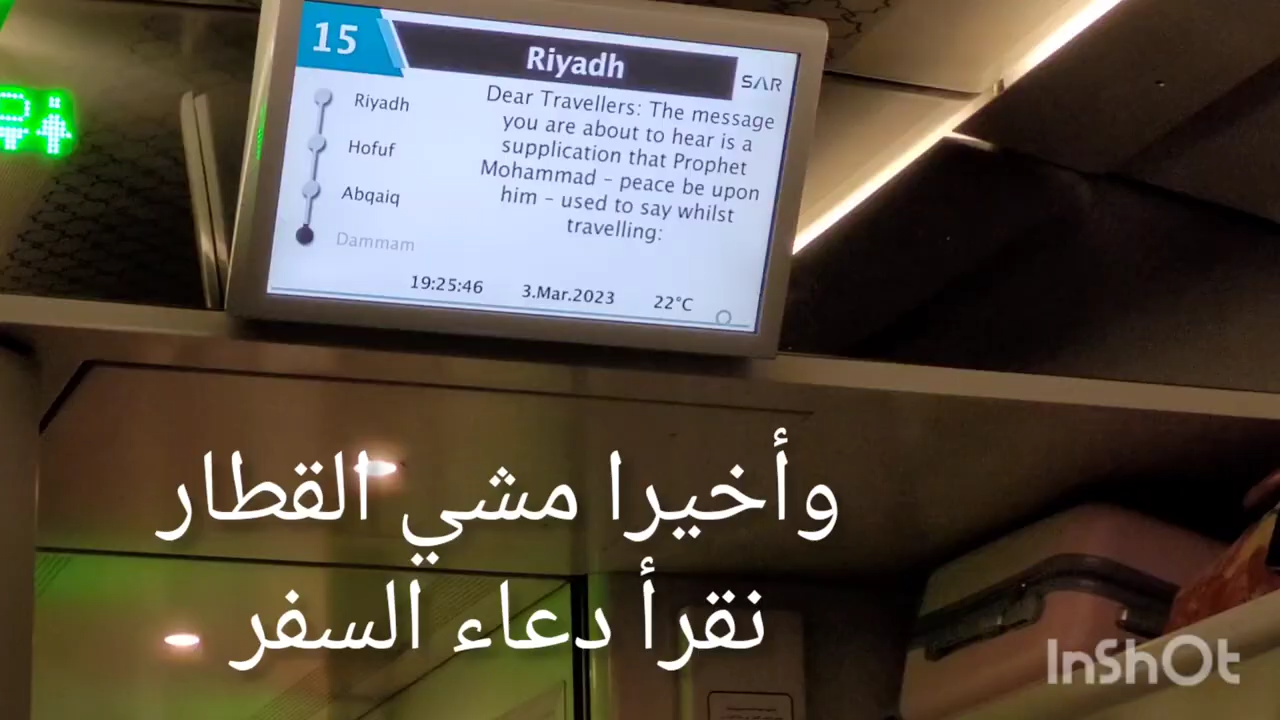 15
Riyadh
SAR
Riyadh
Hofuf
Abqaiq
Dammam
Dear Travellers: The message
you are about to hear is a
supplication that Prophet
Mohammad – peace be upon
him – used to say whilst
travelling:
19:25:46 3.Mar.2023 22°C
وأخيرا مشي القطار
نقرأ دعاء السفر
InShOt